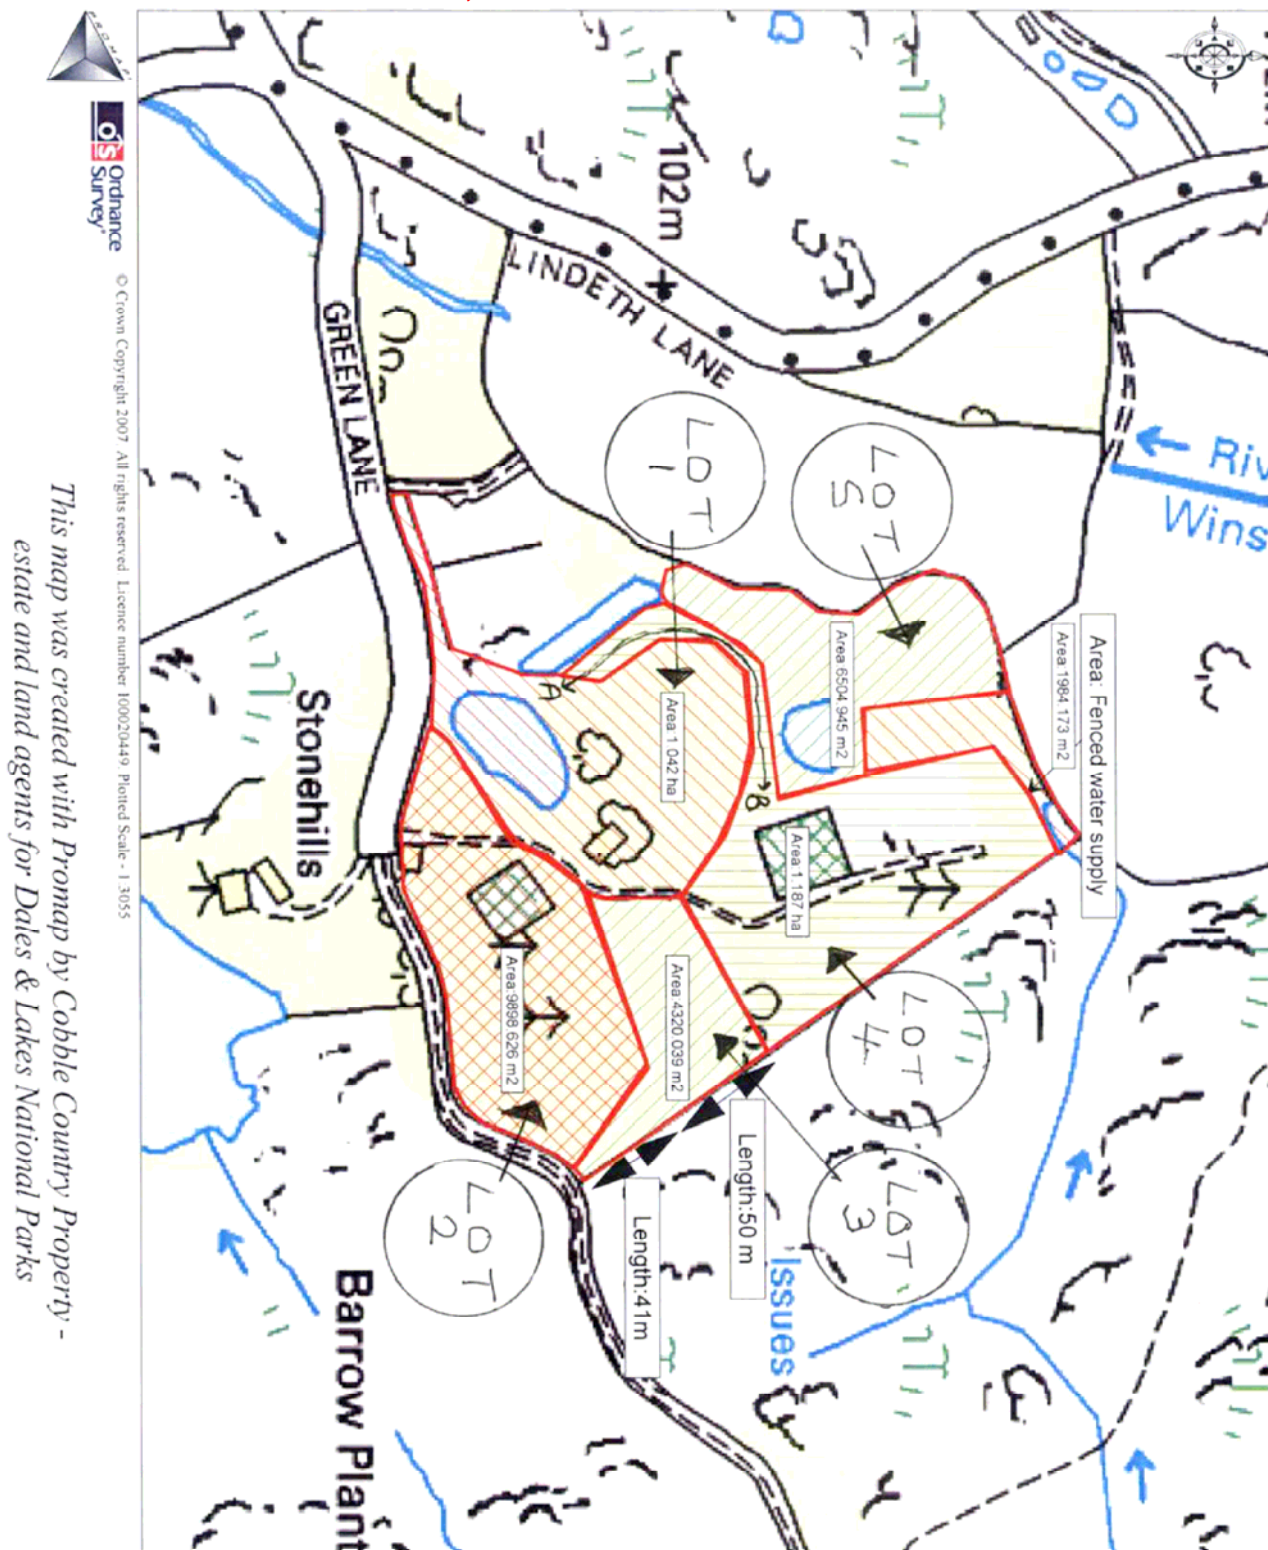 102m
LINDETH LANE
GREEN LANE
Riv
Wins
LOT
1
LOT
5
Area: Fenced water supply
Area 1984.173 m2
Area 6504.945 m2
Area 1.042 ha
A
B
Area 1.187 ha
Area 4320.039 m2
Area:9898.626 m2
LOT
4
LOT
3
LOT
2
Length:50 m
Length:41m
Issues
Stonehills
Barrow Plant
PROMAP
os Ordnance
Survey
© Crown Copyright 2007. All rights reserved. Licence number 100020449. Plotted Scale - 1:3055
This map was created with Promap by Cobble Country Property -
estate and land agents for Dales & Lakes National Parks